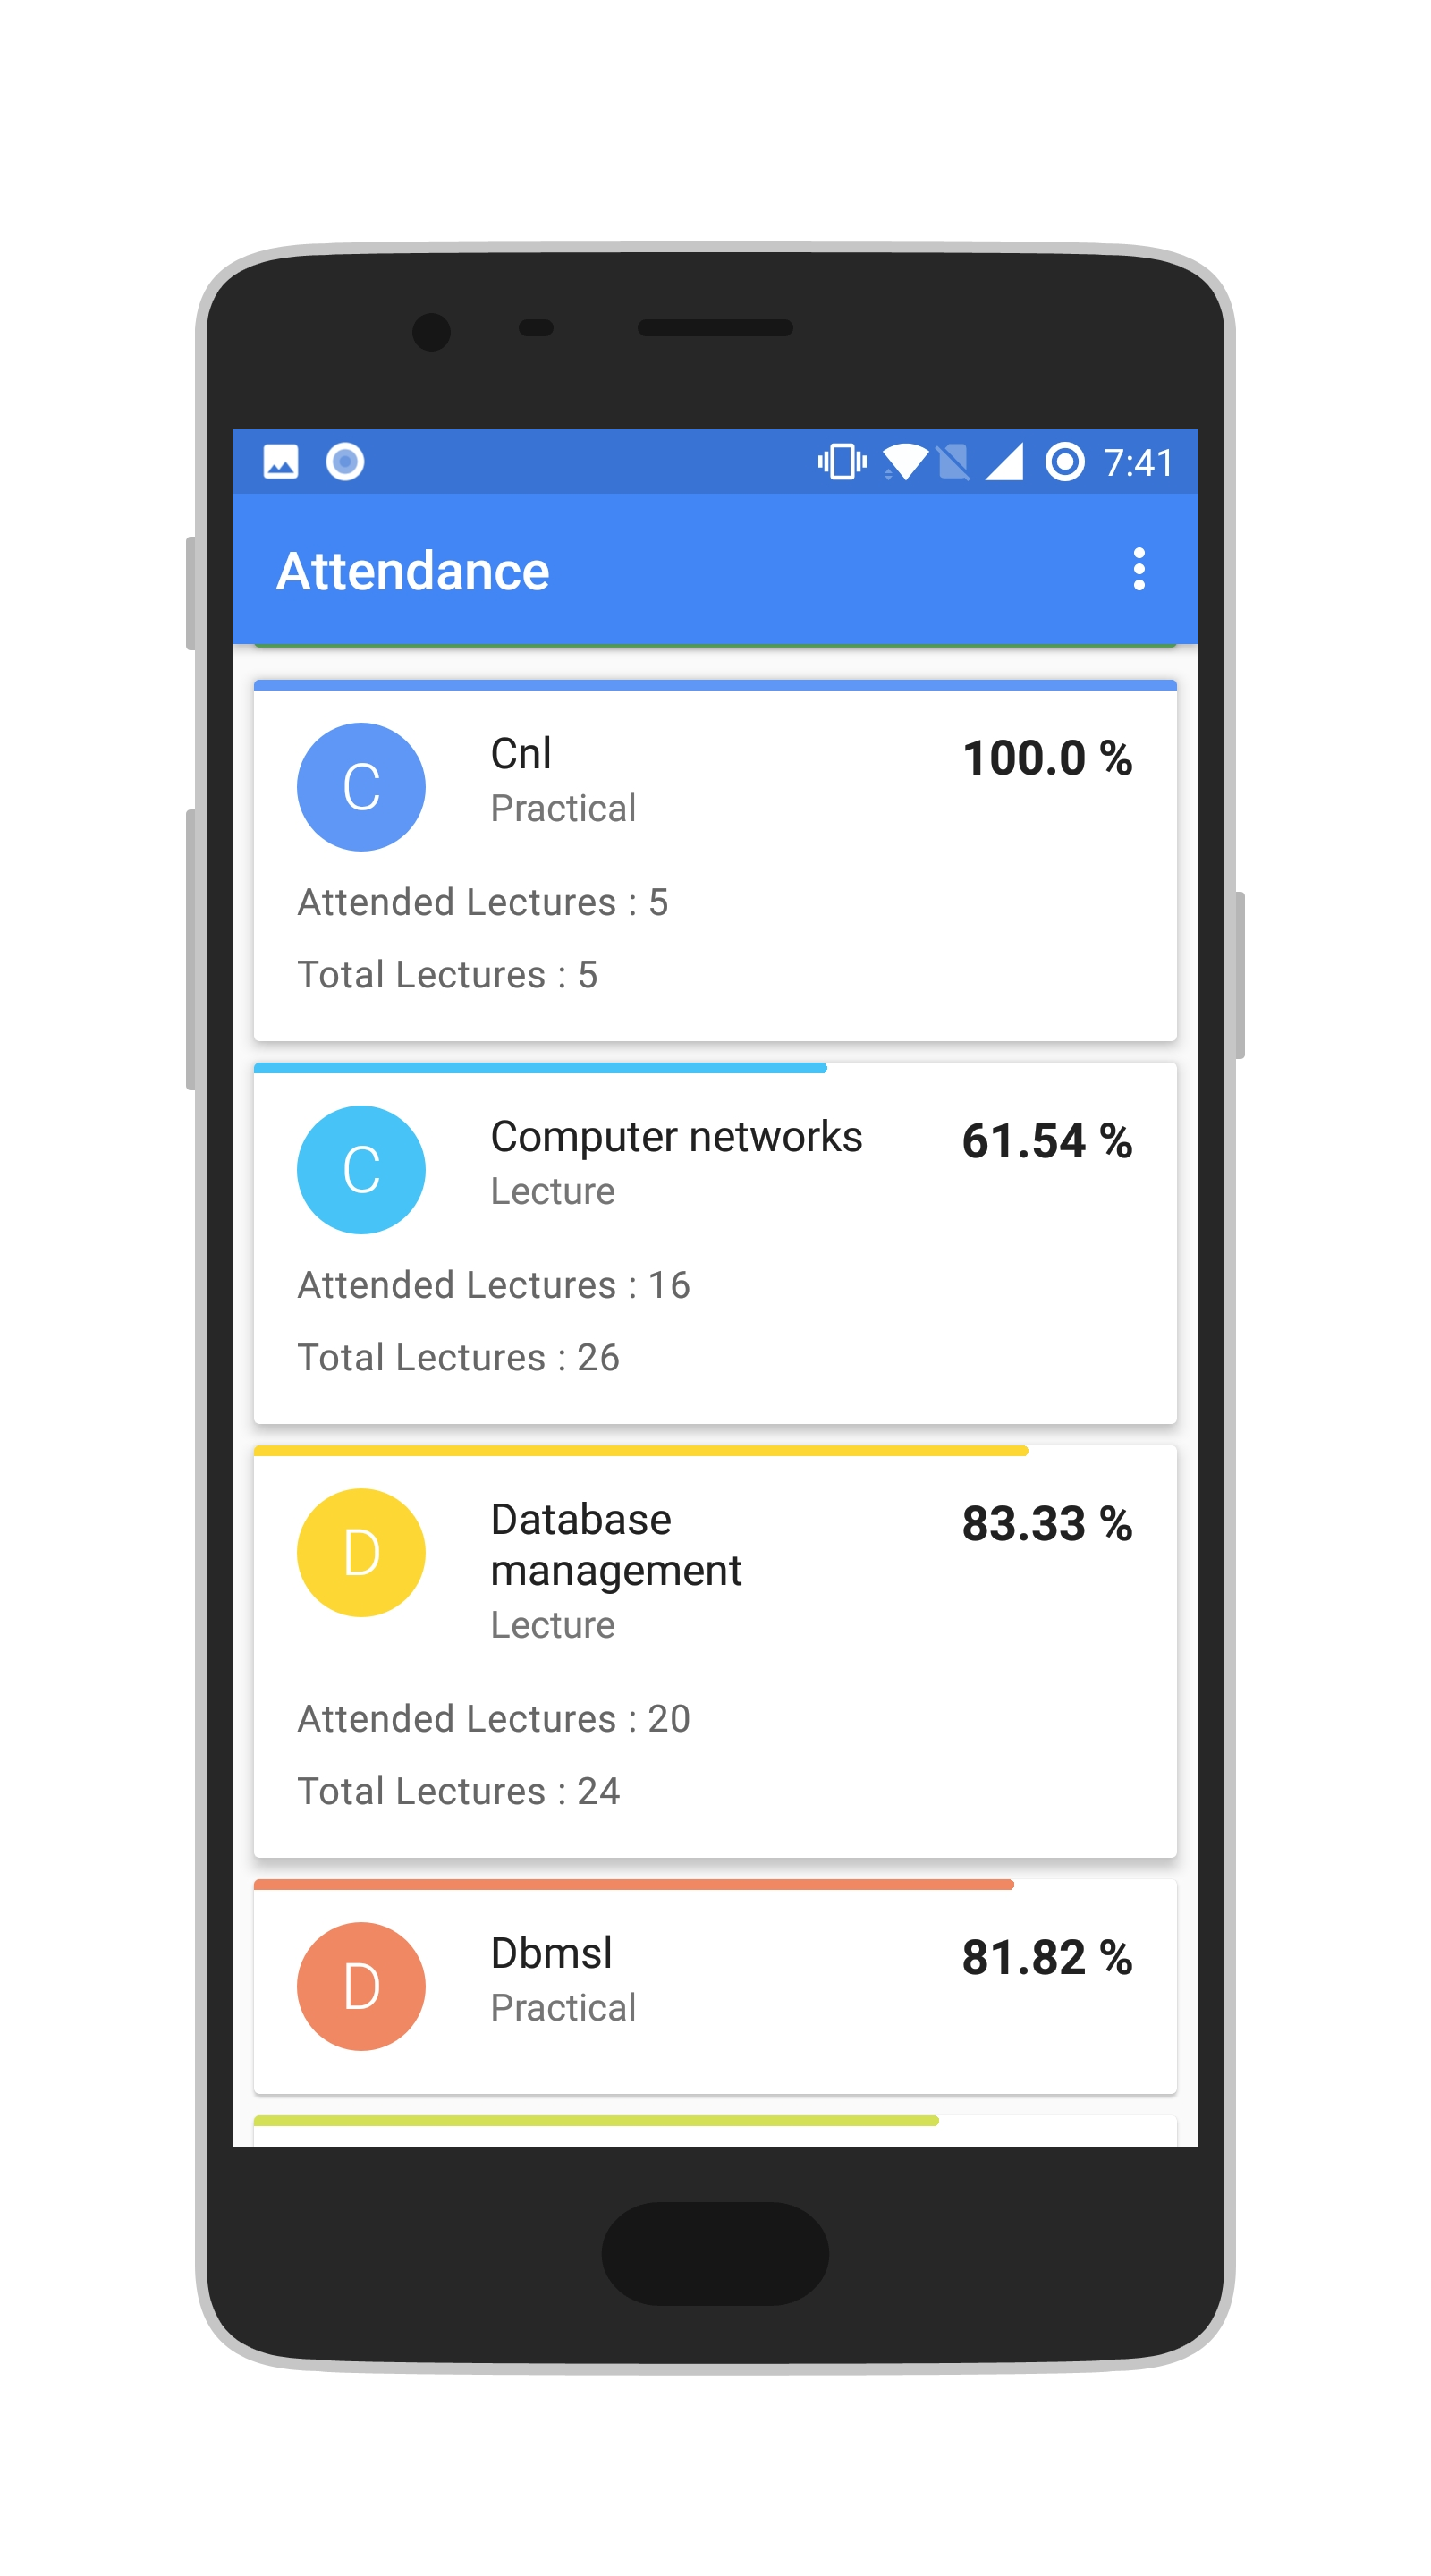 7:41
Attendance
C
Cnl
100.0 %
Practical
Attended Lectures : 5
Total Lectures : 5
C
Computer networks
61.54 %
Lecture
Attended Lectures : 16
Total Lectures : 26
D
Database
83.33 %
management
Lecture
Attended Lectures : 20
Total Lectures : 24
D
Dbmsl
81.82 %
Practical